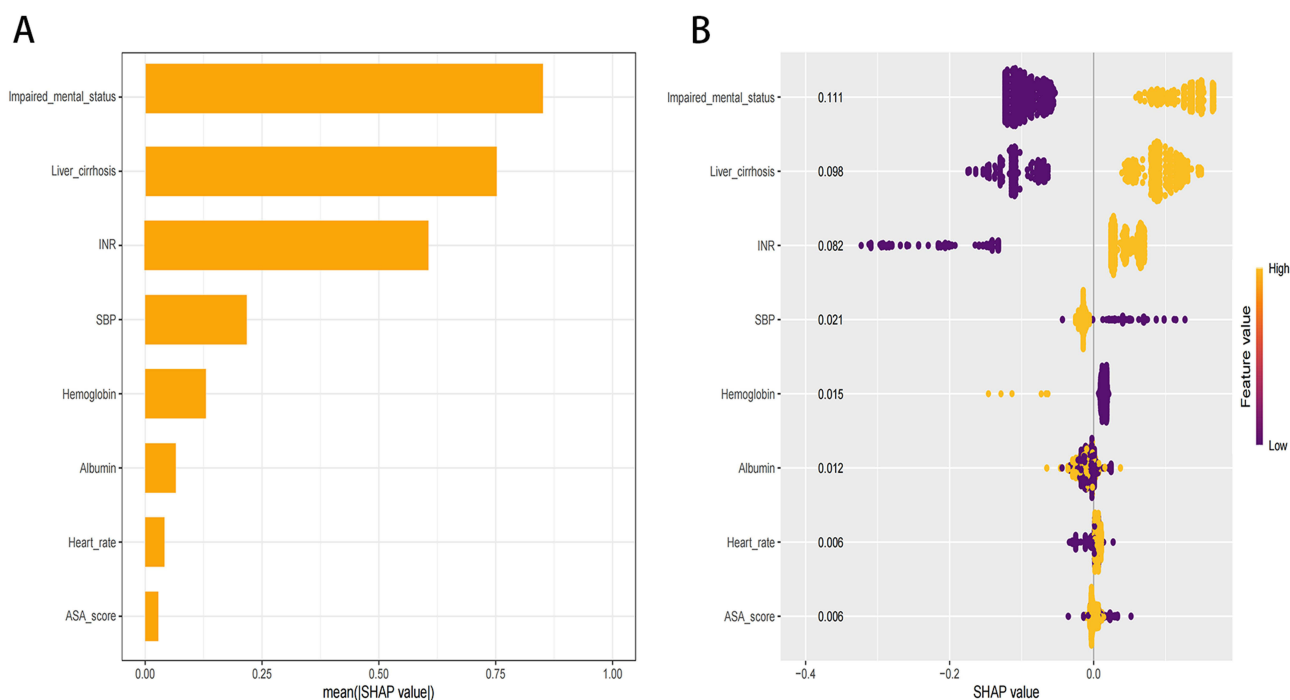 A
Impaired_mental_status
Liver_cirrhosis
INR
SBP
Hemoglobin
Albumin
Heart_rate
ASA_score
0.00 0.25 0.50 0.75 1.00
mean(|SHAP value|)
B
Impaired_mental_status 0.111
Liver_cirrhosis 0.098
INR 0.082
SBP 0.021
Hemoglobin 0.015
Albumin 0.012
Heart_rate 0.006
ASA_score 0.006
−0.4 −0.2 0.0
SHAP value
High
Feature value
Low